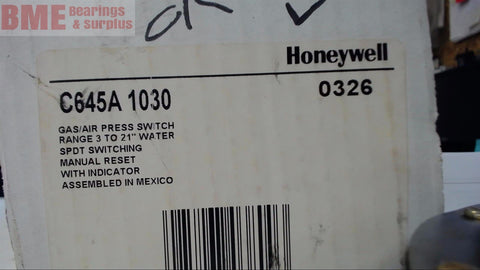 BME Bearings & surplus
OK
Honeywell
C645A 1030
0326
GAS/AIR PRESS SWITCH
RANGE 3 TO 21" WATER
SPDT SWITCHING
MANUAL RESET
WITH INDICATOR
ASSEMBLED IN MEXICO